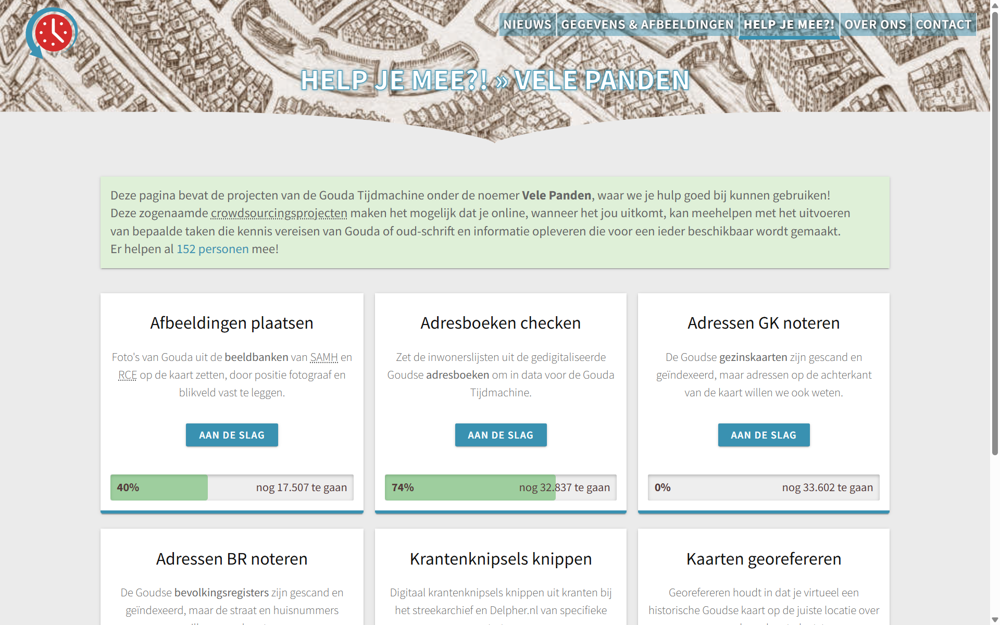 NIEUWS
GEGEVENS & AFBEELDINGEN
HELP JE MEE?!
OVER ONS
CONTACT
HELP JE MEE?! » VELE PANDEN
Deze pagina bevat de projecten van de Gouda Tijdmachine onder de noemer Vele Panden, waar we je hulp goed bij kunnen gebruiken!
Deze zogenaamde crowdsourcingsprojecten maken het mogelijk dat je online, wanneer het jou uitkomt, kan meehelpen met het uitvoeren
van bepaalde taken die kennis vereisen van Gouda of oud-schrift en informatie opleveren die voor een ieder beschikbaar wordt gemaakt.
Er helpen al 152 personen mee!
Afbeeldingen plaatsen
Foto's van Gouda uit de beeldbanken van SAMH en
RCE op de kaart zetten, door positie fotograaf en
blikveld vast te leggen.
AAN DE SLAG
40%
nog 17.507 te gaan
Adresboeken checken
Zet de inwonerslijsten uit de gedigitaliseerde
Goudse adresboeken om in data voor de Gouda
Tijdmachine.
AAN DE SLAG
74%
nog 32.837 te gaan
Adressen GK noteren
De Goudse gezinskaarten zijn gescand en
geïndexeerd, maar adressen op de achterkant
van de kaart willen we ook weten.
AAN DE SLAG
0%
nog 33.602 te gaan
Adressen BR noteren
De Goudse bevolkingsregisters zijn gescand en
geïndexeerd, maar de straat en huisnummers
Krantenknipsels knippen
Digitaal krantenknipsels knippen uit kranten bij
het streekarchief en Delpher.nl van specifieke
Kaarten georefereren
Georefereren houdt in dat je virtueel een
historische Goudse kaart op de juiste locatie over